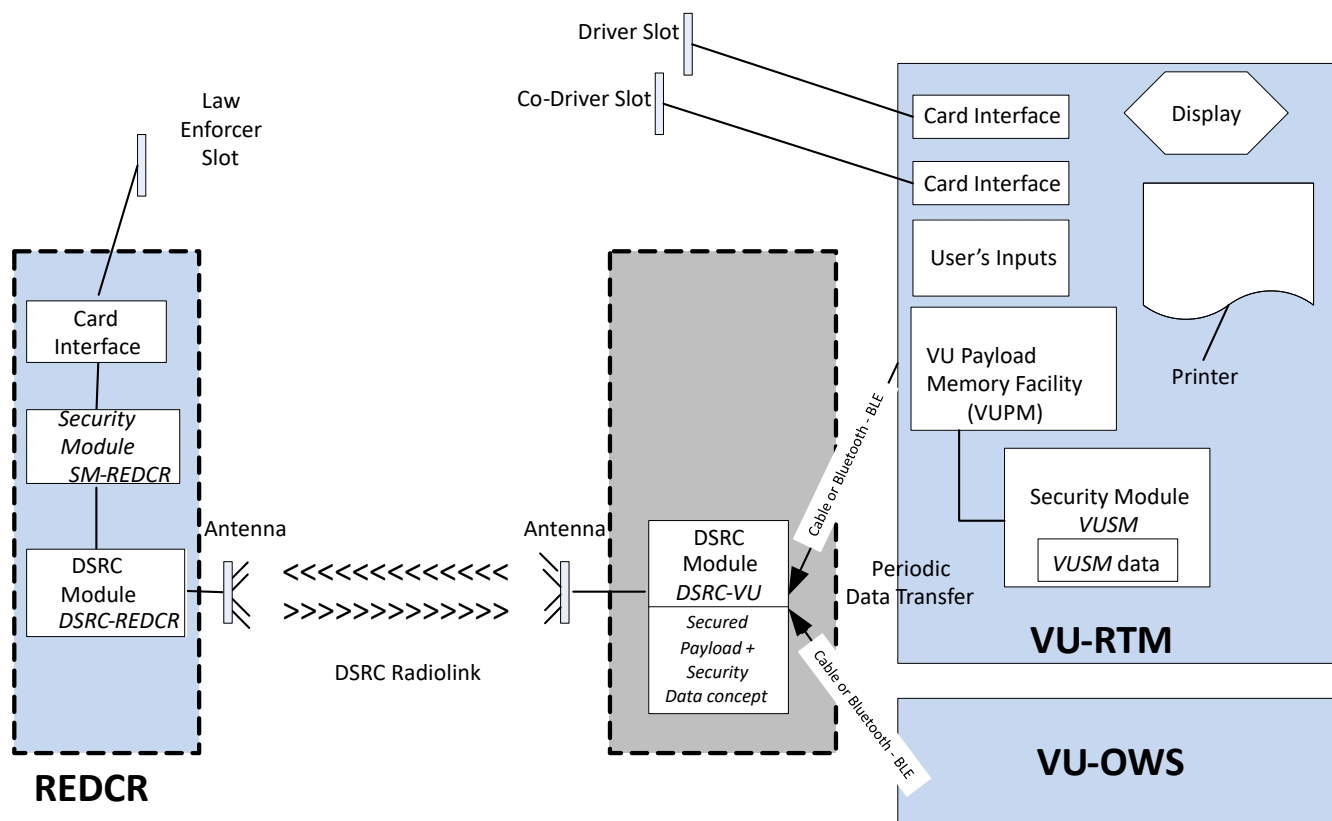 Driver Slot
Co-Driver Slot
Law
Enforcer
Slot
Card Interface
Display
Card Interface
User's Inputs
Card
Interface
VU Payload
Memory Facility
(VUPM)
Printer
Security
Module
SM-REDCR
Cable or Bluetooth - BLE
Security Module
VUSM
VUSM data
Antenna
<<<<<<<<<<<<
>>>>>>>>>>>>
Antenna
DSRC
Module
DSRC-REDCR
DSRC
Module
DSRC-VU
Secured
Payload +
Security
Data concept
Periodic
Data Transfer
VU-RTM
DSRC Radiolink
Cable or Bluetooth - BLE
VU-OWS
REDCR